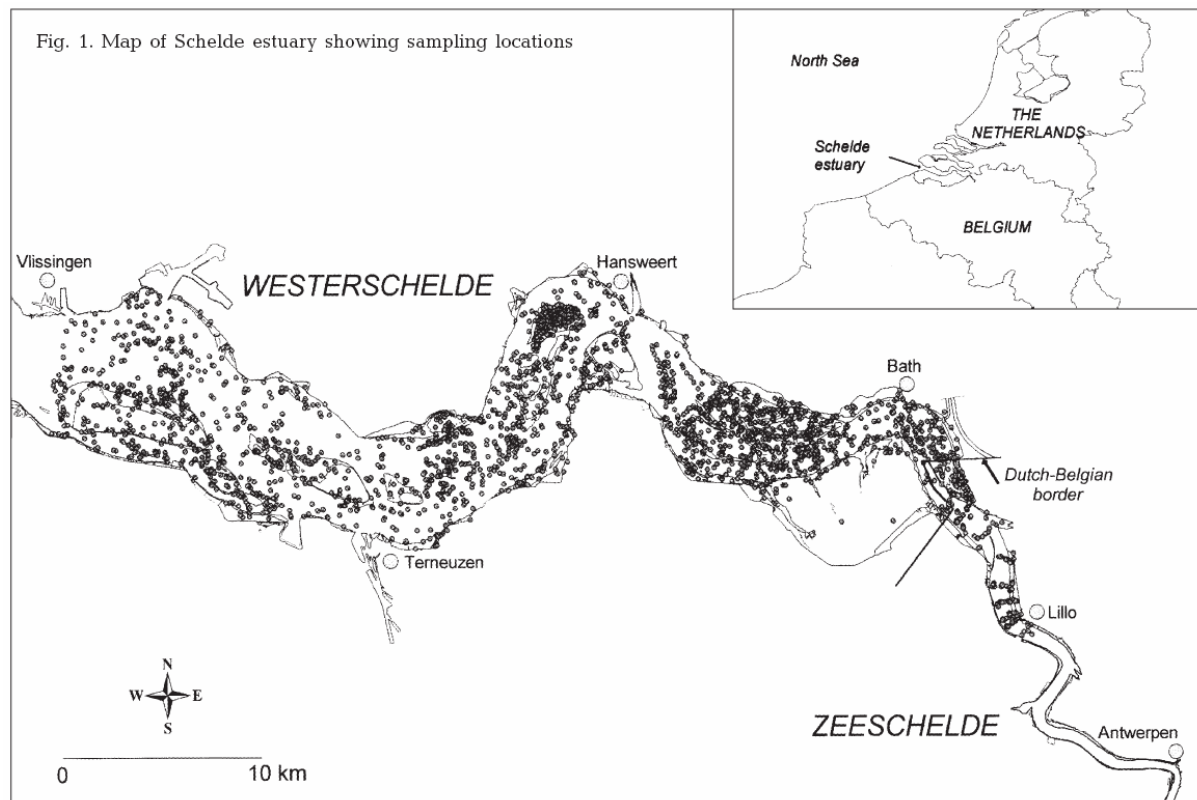 Fig. 1. Map of Schelde estuary showing sampling locations
North Sea
THE
NETHERLANDS
Schelde
estuary
BELGIUM
Vlissingen
WESTERSCHELDE
Hansweert
Bath
Dutch-Belgian
border
Terneuzen
Lillo
N
W E
S
ZEESCHELDE
Antwerpen
0 10 km